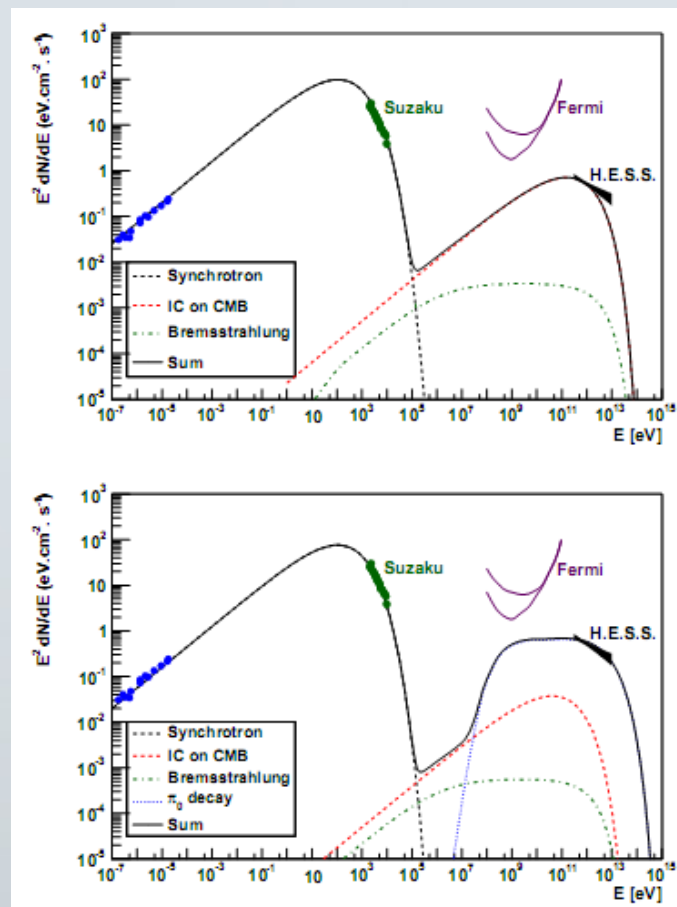 E² dN/dE (eV.cm⁻². s⁻¹)
10³
10²
10
1
10⁻¹
10⁻²
10⁻³
10⁻⁴
10⁻⁵
Suzaku
Fermi
H.E.S.S.
Synchrotron
IC on CMB
Bremsstrahlung
Sum
10⁻⁷ 10⁻⁵ 10⁻³ 10⁻¹ 10 10³ 10⁵ 10⁷ 10⁹ 10¹¹ 10¹³ 10¹⁵
E [eV]
E² dN/dE (eV.cm⁻². s⁻¹)
10³
10²
10
1
10⁻¹
10⁻²
10⁻³
10⁻⁴
10⁻⁵
Suzaku
Fermi
H.E.S.S.
Synchrotron
IC on CMB
Bremsstrahlung
π₀ decay
Sum
10⁻⁷ 10⁻⁵ 10⁻³ 10⁻¹ 10 10³ 10⁵ 10⁷ 10⁹ 10¹¹ 10¹³ 10¹⁵
E [eV]